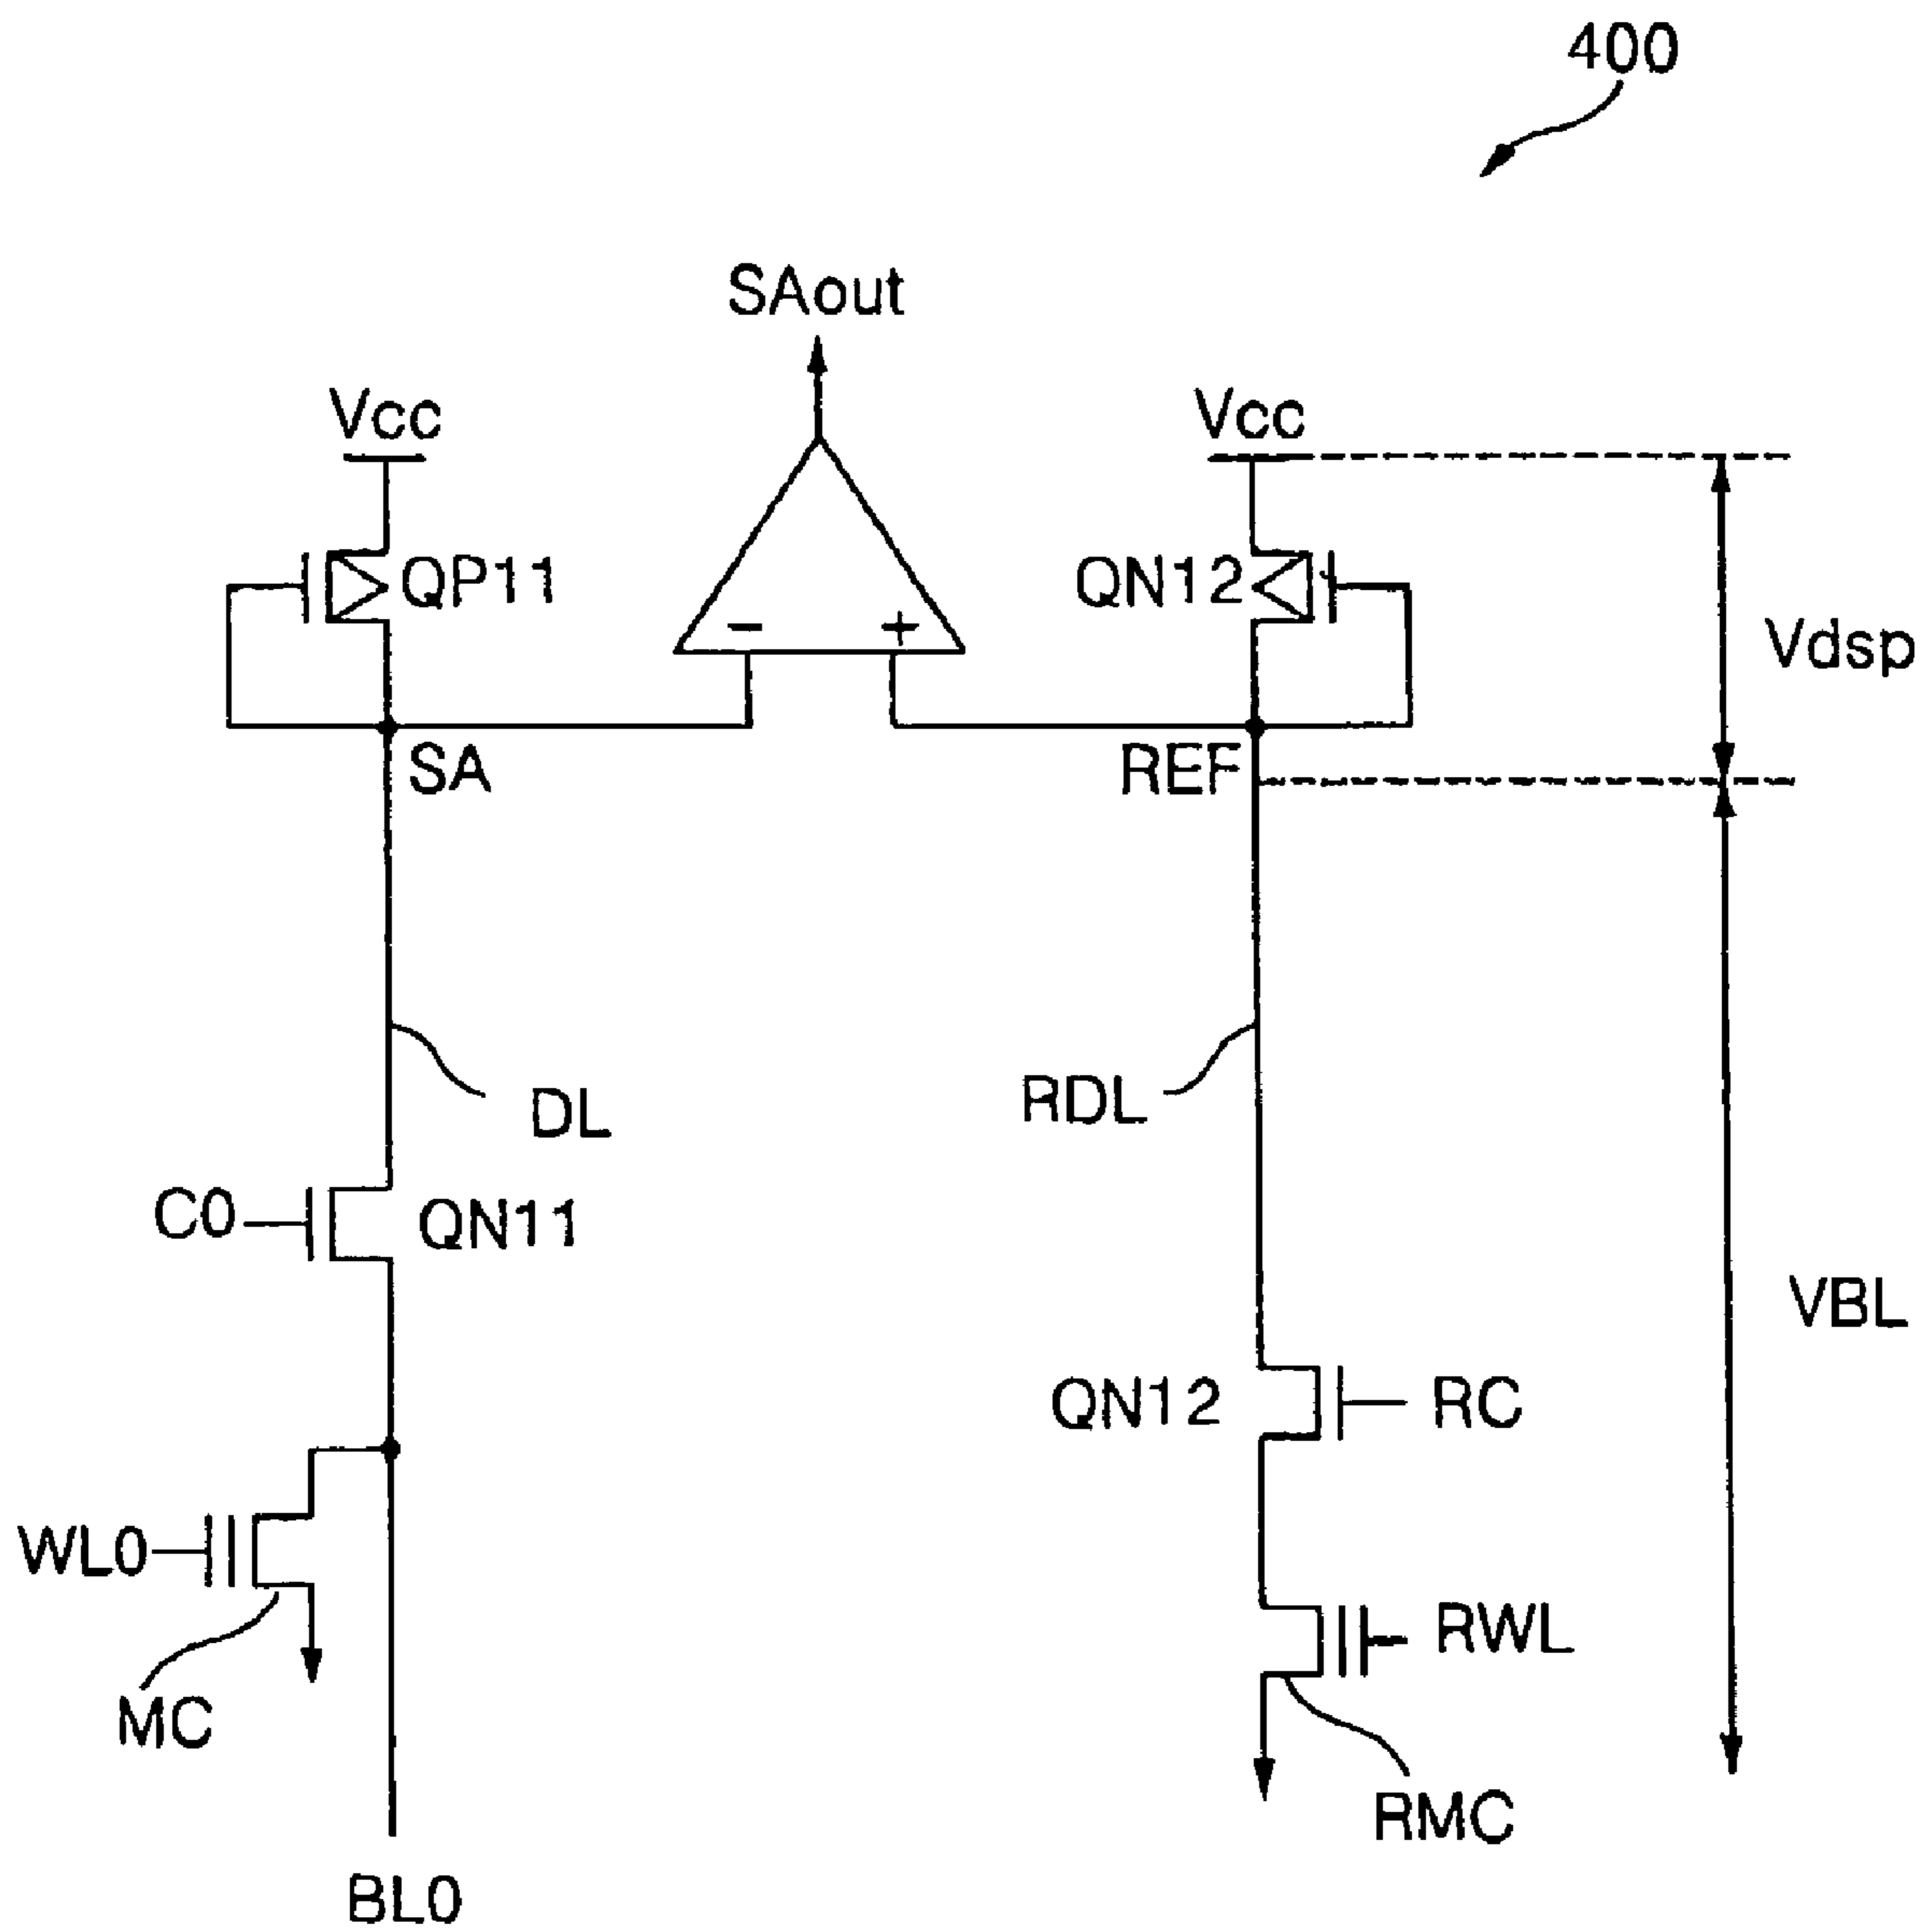 400
SAout
Vcc
Vcc
QP11
QN12
−
+
Vdsp
SA
REF
DL
RDL
C0
QN11
VBL
QN12
RC
WL0
RWL
MC
RMC
BL0